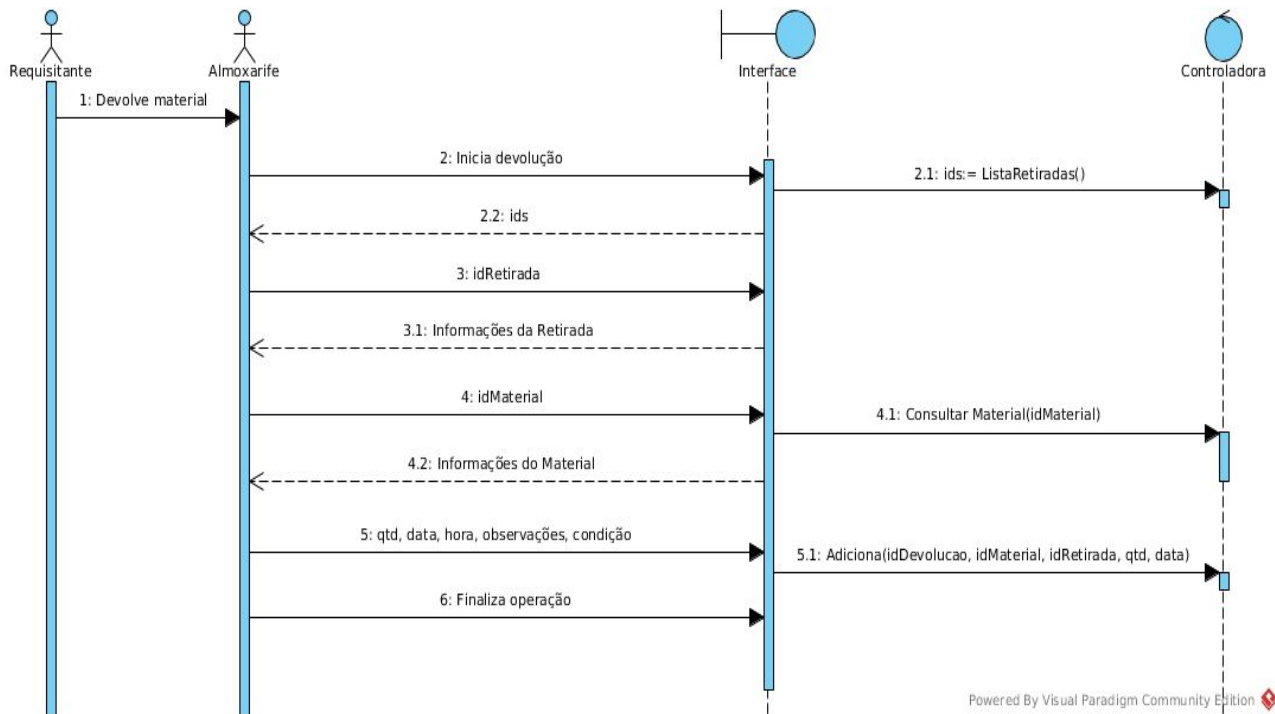 Requisitante
Almoxarife
Interface
Controladora
1: Devolve material
2: Inicia devolução
2.1: ids:= ListaRetiradas()
2.2: ids
3: idRetirada
3.1: Informações da Retirada
4: idMaterial
4.1: Consultar Material(idMaterial)
4.2: Informações do Material
5: qtd, data, hora, observações, condição
5.1: Adiciona(idDevolucao, idMaterial, idRetirada, qtd, data)
6: Finaliza operação
Powered By Visual Paradigm Community Edition